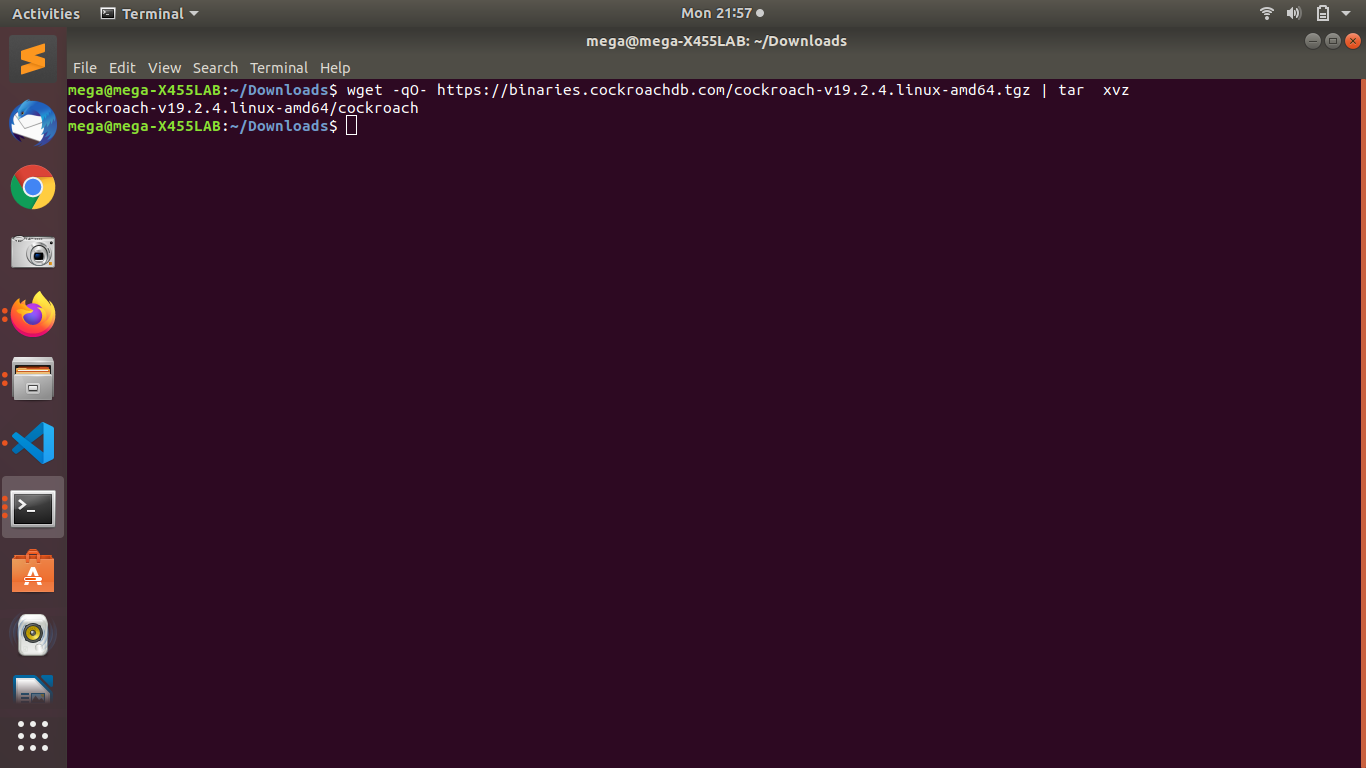 Activities Terminal Mon 21:57
mega@mega-X455LAB: ~/Downloads
File Edit View Search Terminal Help
mega@mega-X455LAB:~/Downloads$ wget -qO- https://binaries.cockroachdb.com/cockroach-v19.2.4.linux-amd64.tgz | tar  xvz
cockroach-v19.2.4.linux-amd64/cockroach
mega@mega-X455LAB:~/Downloads$